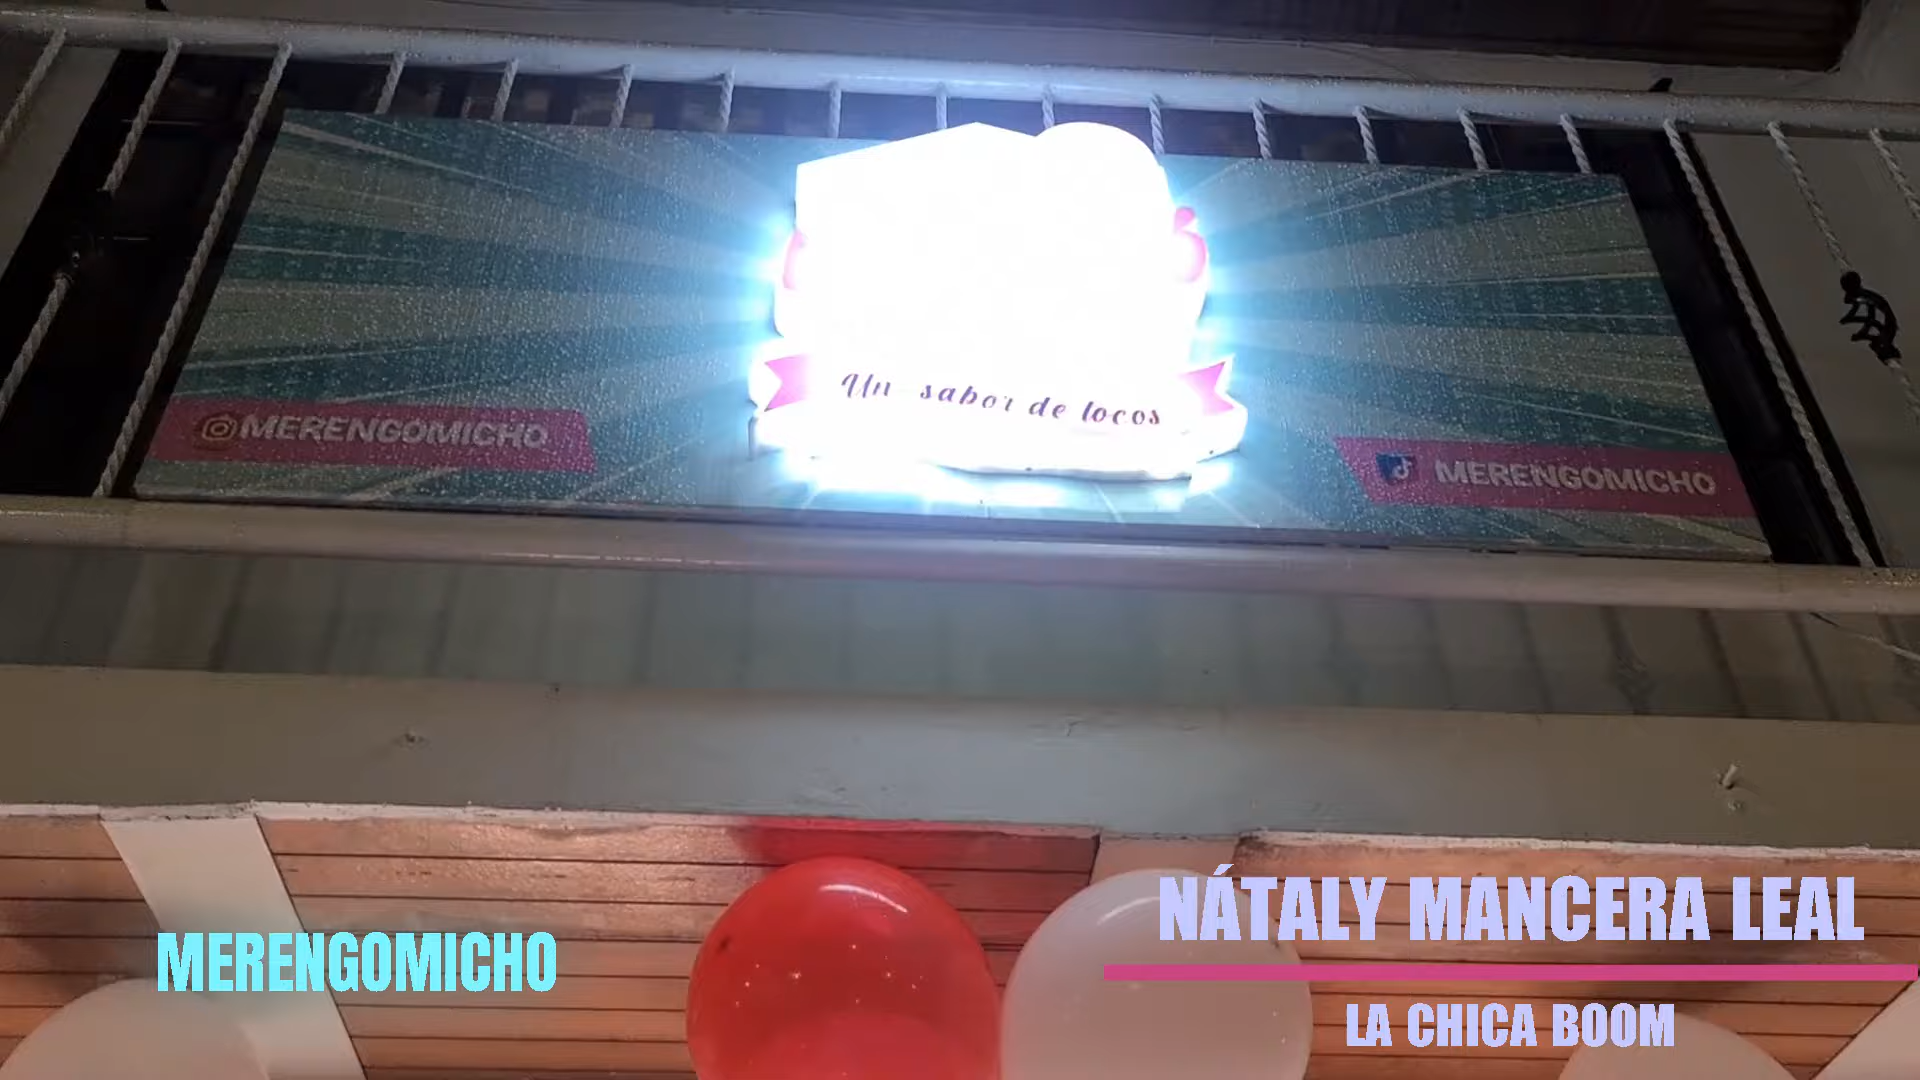 Un sabor de locos
MERENGOMICHO
MERENGOMICHO
NÁTALY MANCERA LEAL
MERENGOMICHO
LA CHICA BOOM